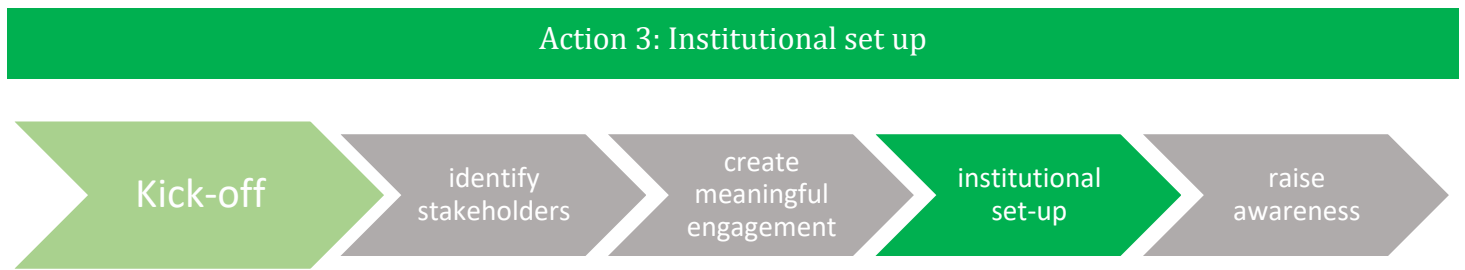 Action 3: Institutional set up
Kick-off
identify
stakeholders
create
meaningful
engagement
institutional
set-up
raise
awareness